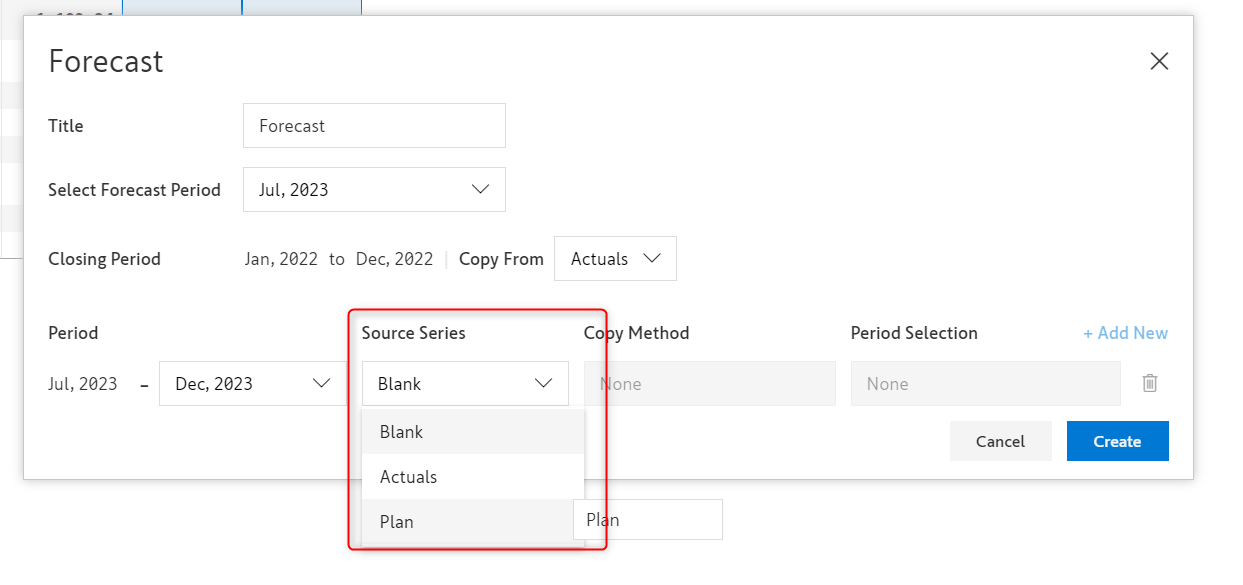 Forecast
Title Forecast
Select Forecast Period Jul, 2023
Closing Period Jan, 2022 to Dec, 2022 Copy From Actuals
Period Source Series Copy Method Period Selection + Add New
Jul, 2023 – Dec, 2023 Blank None None
Blank
Cancel Create
Actuals
Plan Plan